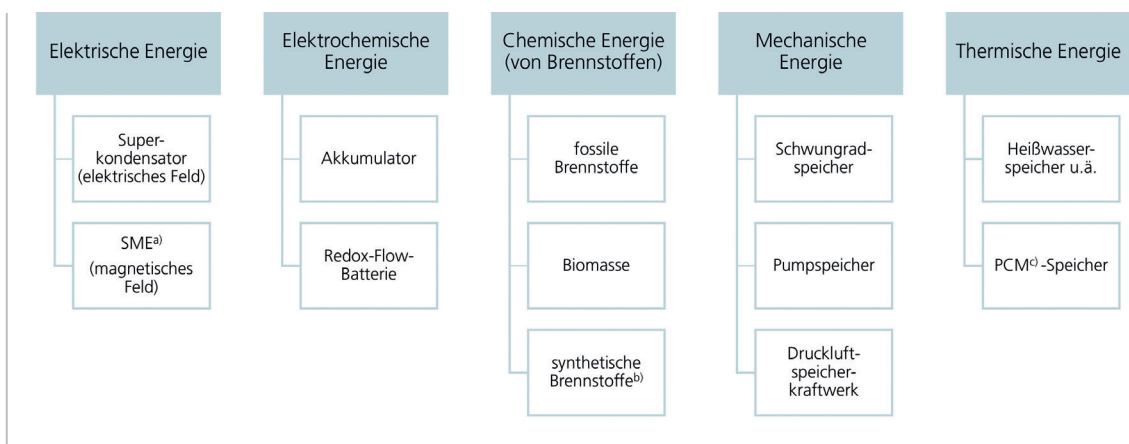 Elektrische Energie
Super-
kondensator
(elektrisches Feld)
SMEa)
(magnetisches
Feld)
Elektrochemische
Energie
Akkumulator
Redox-Flow-
Batterie
Chemische Energie
(von Brennstoffen)
fossile
Brennstoffe
Biomasse
synthetische
Brennstoffeb)
Mechanische
Energie
Schwungrad-
speicher
Pumpspeicher
Druckluft-
speicher-
kraftwerk
Thermische Energie
Heißwasser-
speicher u.ä.
PCMc)-Speicher